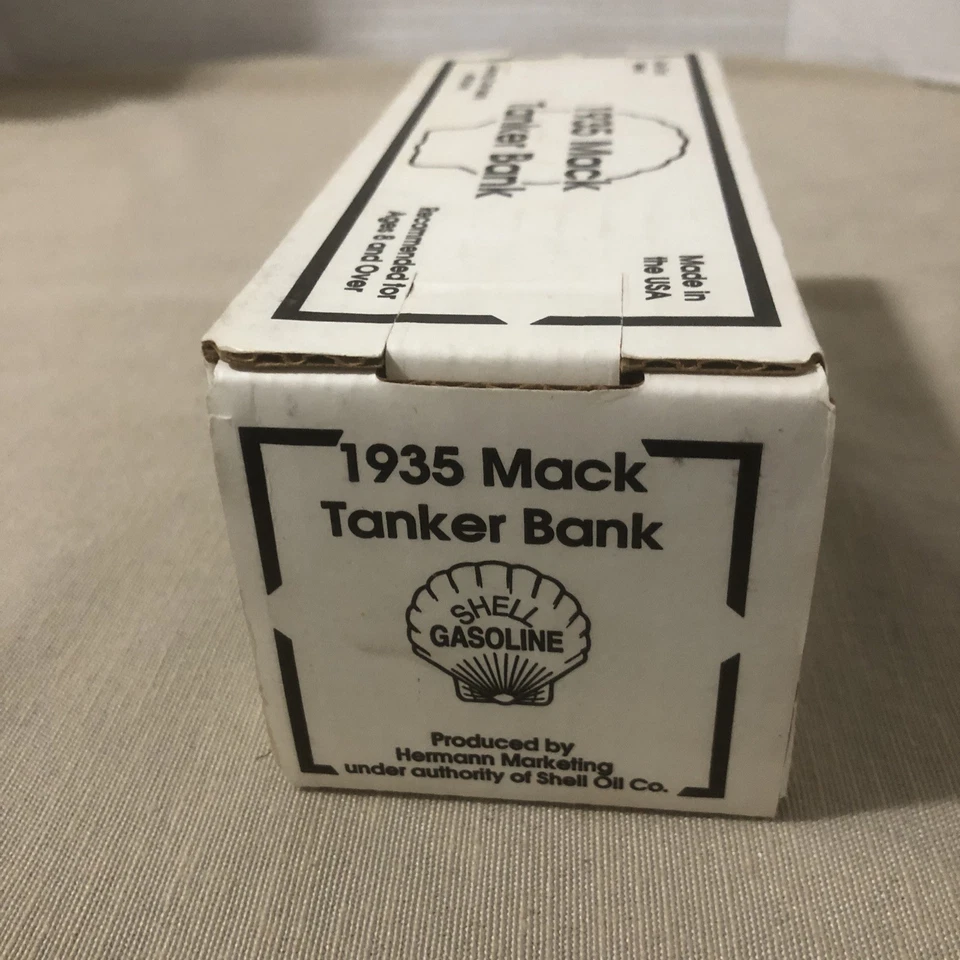 1935 Mack
Tanker Bank
Recommended for
Ages 8 and Over
Made in
the USA
1935 Mack
Tanker Bank
SHELL
GASOLINE
Produced by
Hermann Marketing
under authority of Shell Oil Co.